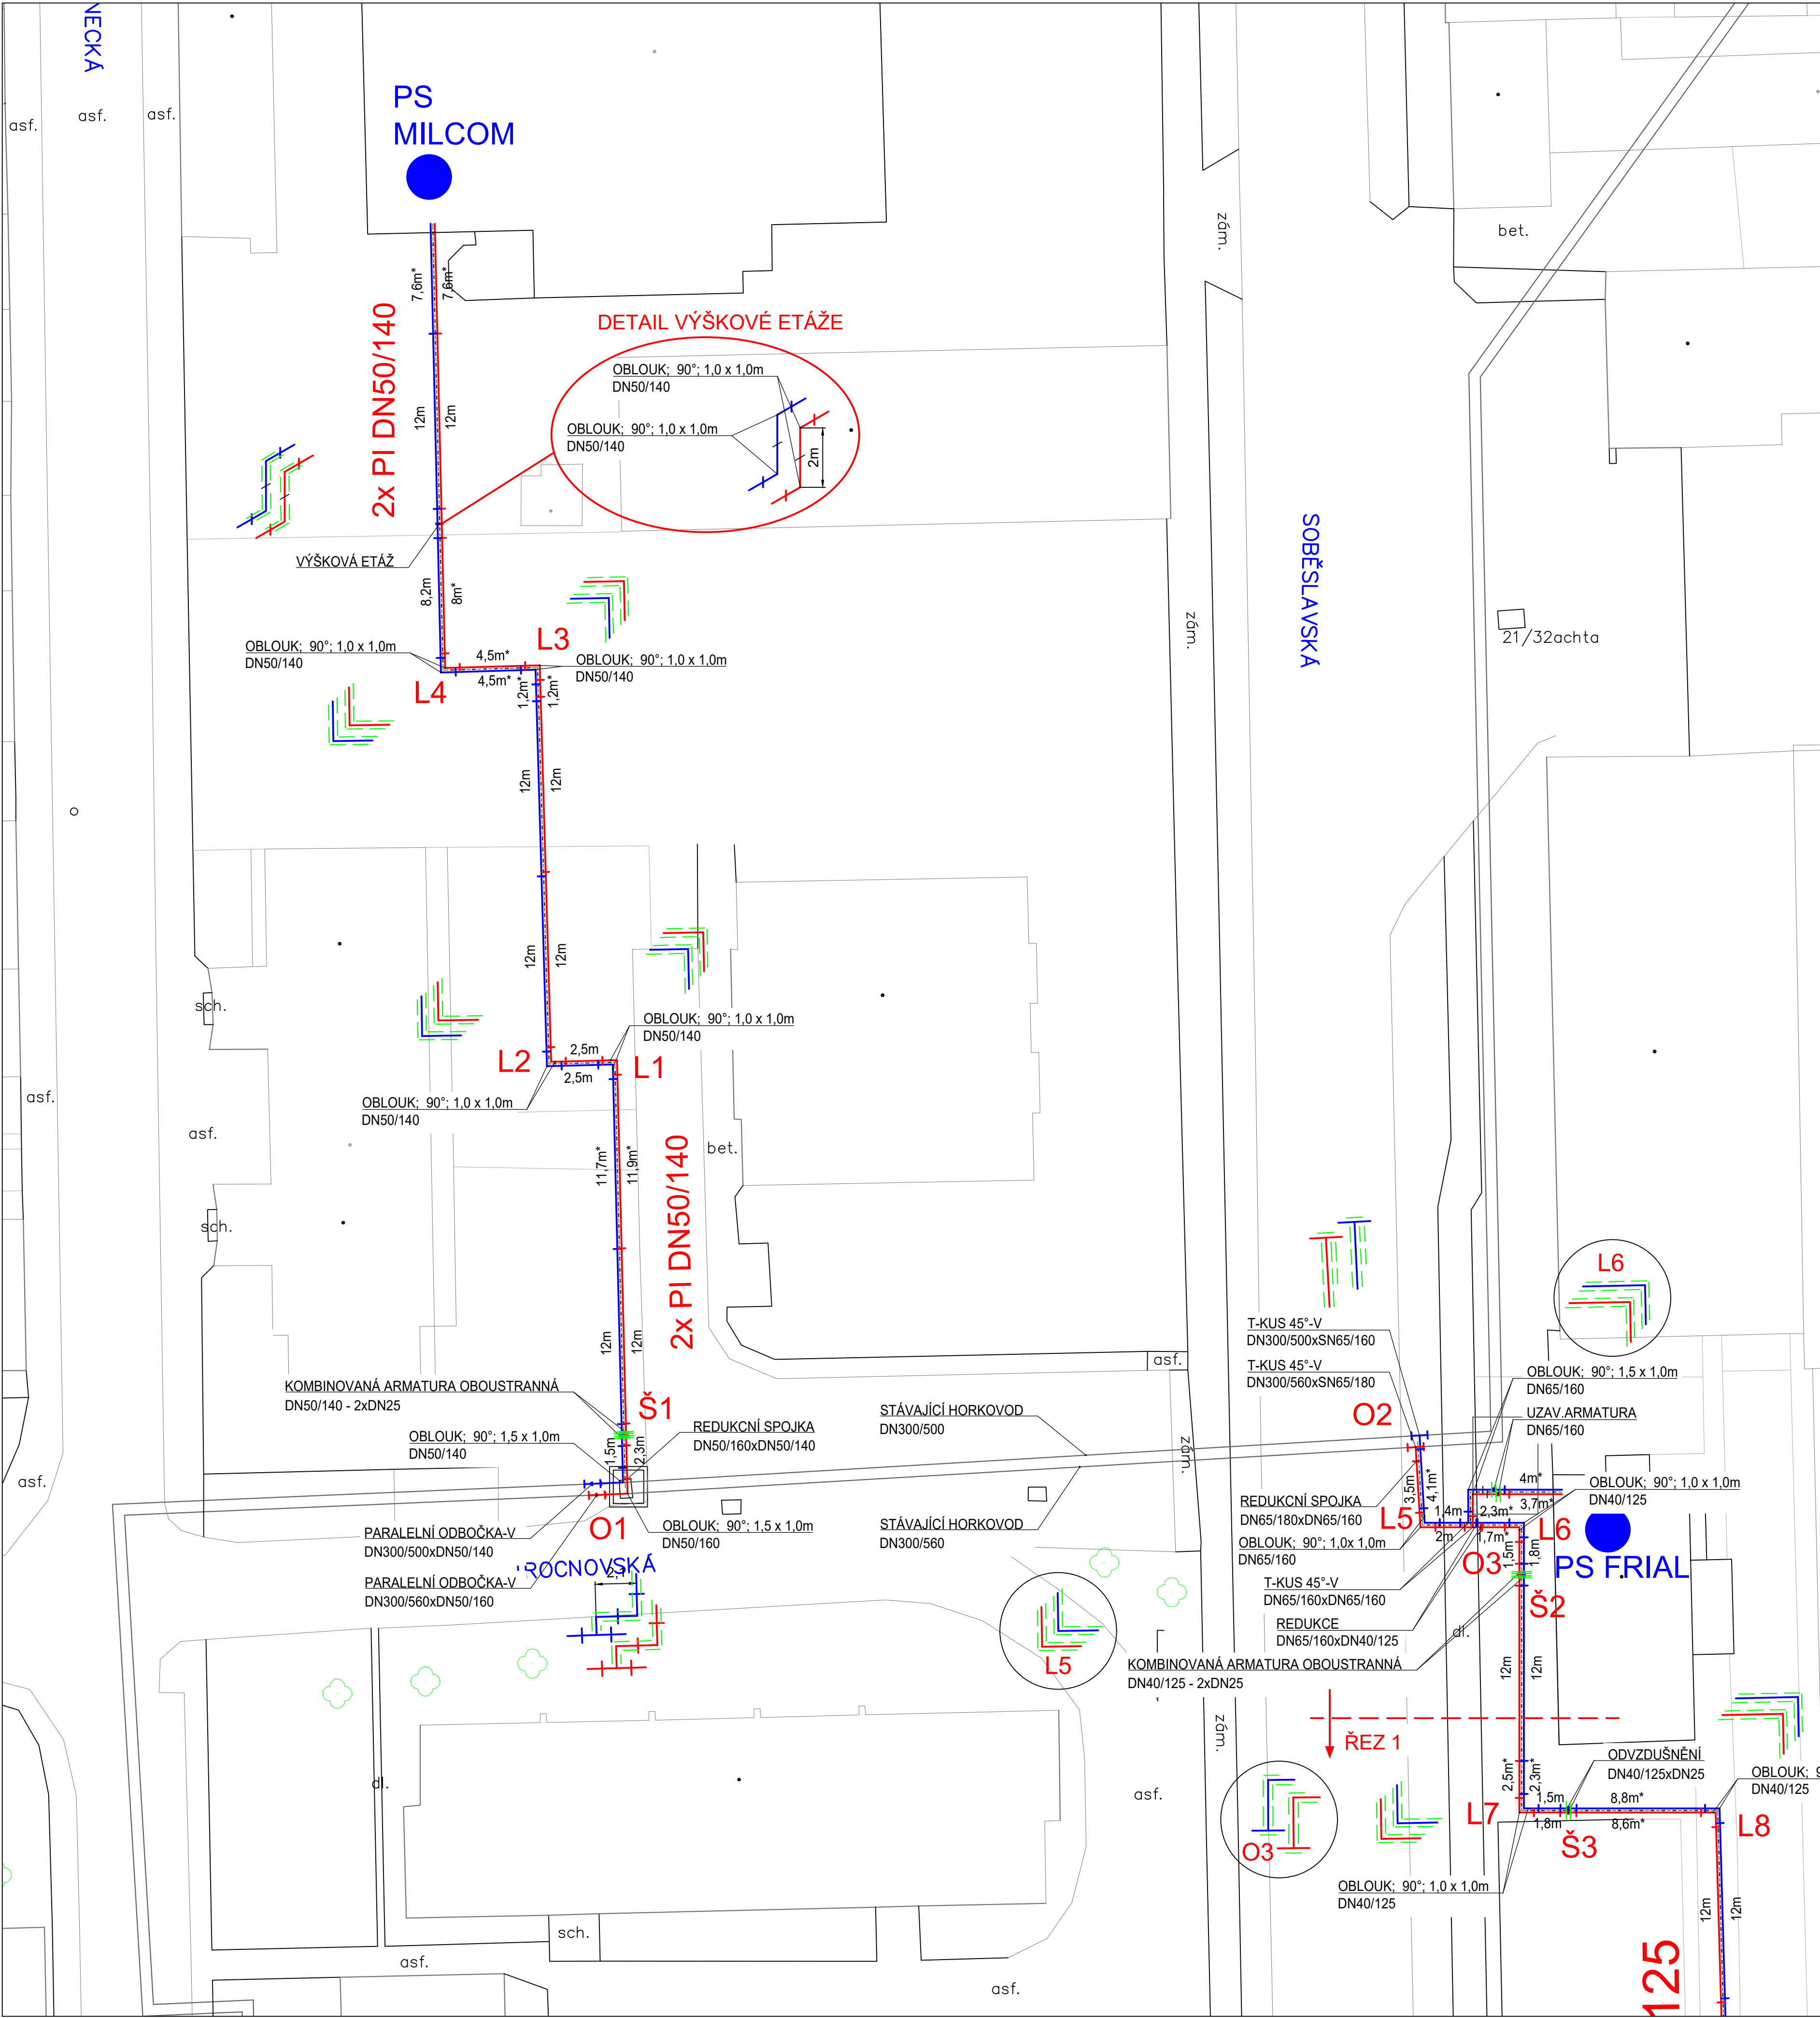 NECKÁ
asf.
asf.
asf.
PS
MILCOM
7,6m*
7,6m*
zám.
bet.
DETAIL VÝŠKOVÉ ETÁŽE
2x PI DN50/140
OBLOUK; 90°; 1,0 x 1,0m
DN50/140
OBLOUK; 90°; 1,0 x 1,0m
DN50/140
2m
12m
12m
VÝŠKOVÁ ETÁŽ
SOBĚSLAVSKÁ
8,2m
8m*
zám.
21/32achta
OBLOUK; 90°; 1,0 x 1,0m
DN50/140
4,5m*
L3
OBLOUK; 90°; 1,0 x 1,0m
DN50/140
L4
4,5m*
1,2m*
1,2m*
12m
12m
12m
12m
sch.
OBLOUK; 90°; 1,0 x 1,0m
DN50/140
2,5m
L2
L1
2,5m
asf.
OBLOUK; 90°; 1,0 x 1,0m
DN50/140
asf.
bet.
11,7m*
11,9m*
2x PI DN50/140
sch.
L6
T-KUS 45°-V
DN300/500xSN65/160
12m
12m
asf.
T-KUS 45°-V
DN300/560xSN65/180
OBLOUK; 90°; 1,5 x 1,0m
DN65/160
KOMBINOVANÁ ARMATURA OBOUSTRANNÁ
DN50/140 - 2xDN25
Š1
STÁVAJÍCÍ HORKOVOD
DN300/500
O2
UZAV.ARMATURA
DN65/160
OBLOUK; 90°; 1,5 x 1,0m
DN50/140
1,5m
2,3m
REDUKČNÍ SPOJKA
DN50/160xDN50/140
zám.
asf.
3,5m
4,1m*
4m*
OBLOUK; 90°; 1,0 x 1,0m
DN40/125
REDUKČNÍ SPOJKA
DN65/180xDN65/160
L5
1,4m
2,3m*
3,7m*
PARALELNÍ ODBOČKA-V
DN300/500xDN50/140
O1
OBLOUK; 90°; 1,5 x 1,0m
DN50/160
STÁVAJÍCÍ HORKOVOD
DN300/560
2m
1,7m*
L6
OBLOUK; 90°; 1,0x 1,0m
DN65/160
O3
1,5m*
1,8m
PS FRIAL
ROCNOVSKÁ
PARALELNÍ ODBOČKA-V
DN300/560xDN50/160
T-KUS 45°-V
DN65/160xDN65/160
Š2
REDUKCE
DN65/160xDN40/125
dl.
L5
KOMBINOVANÁ ARMATURA OBOUSTRANNÁ
DN40/125 - 2xDN25
12m
12m
zám.
ŘEZ 1
ODVZDUŠNĚNÍ
DN40/125xDN25
dl.
asf.
2,5m*
2,3m*
OBLOUK; 9
DN40/125
1,5m
8,8m*
L7
1,8m
8,6m*
L8
Š3
O3
OBLOUK; 90°; 1,0 x 1,0m
DN40/125
12m
12m
sch.
asf.
asf.
125